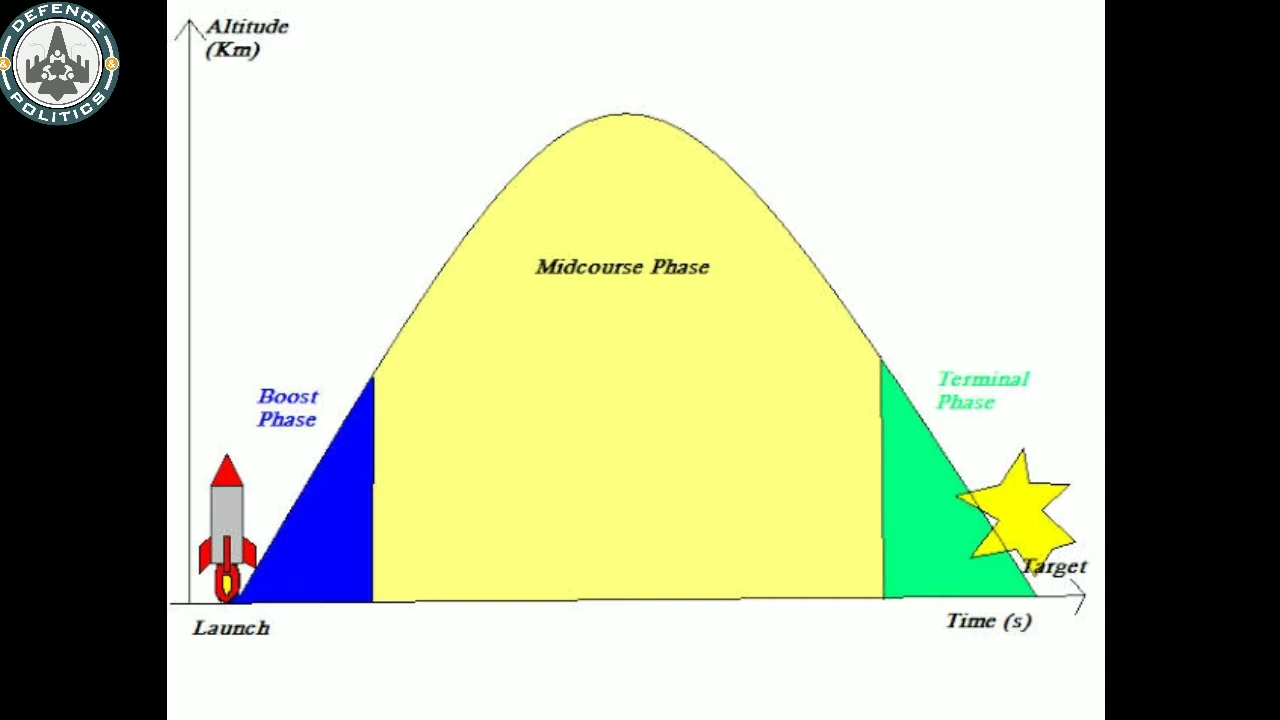 DEFENCE
&
&
POLITICS
Altitude
(Km)
Midcourse Phase
Boost
Phase
Terminal
Phase
Target
Launch
Time (s)